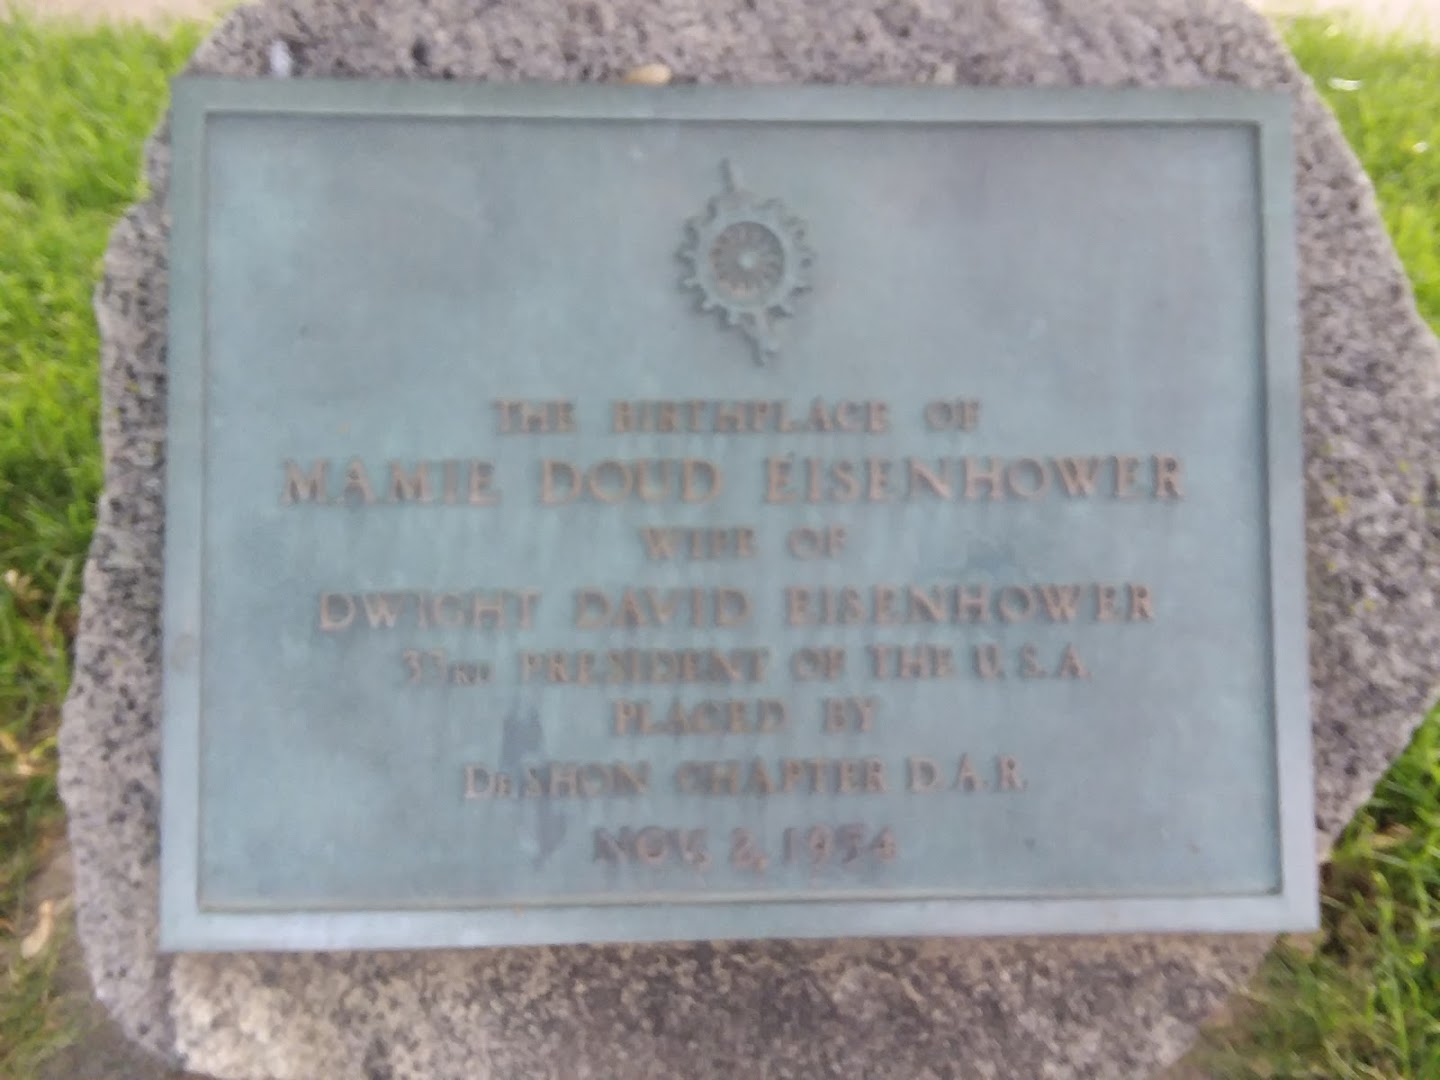 THE BIRTHPLACE OF
MAMIE DOUD EISENHOWER
WIFE OF
DWIGHT DAVID EISENHOWER
33RD PRESIDENT OF THE U.S.A.
PLACED BY
DeSHON CHAPTER D.A.R.
NOV. 2, 1954